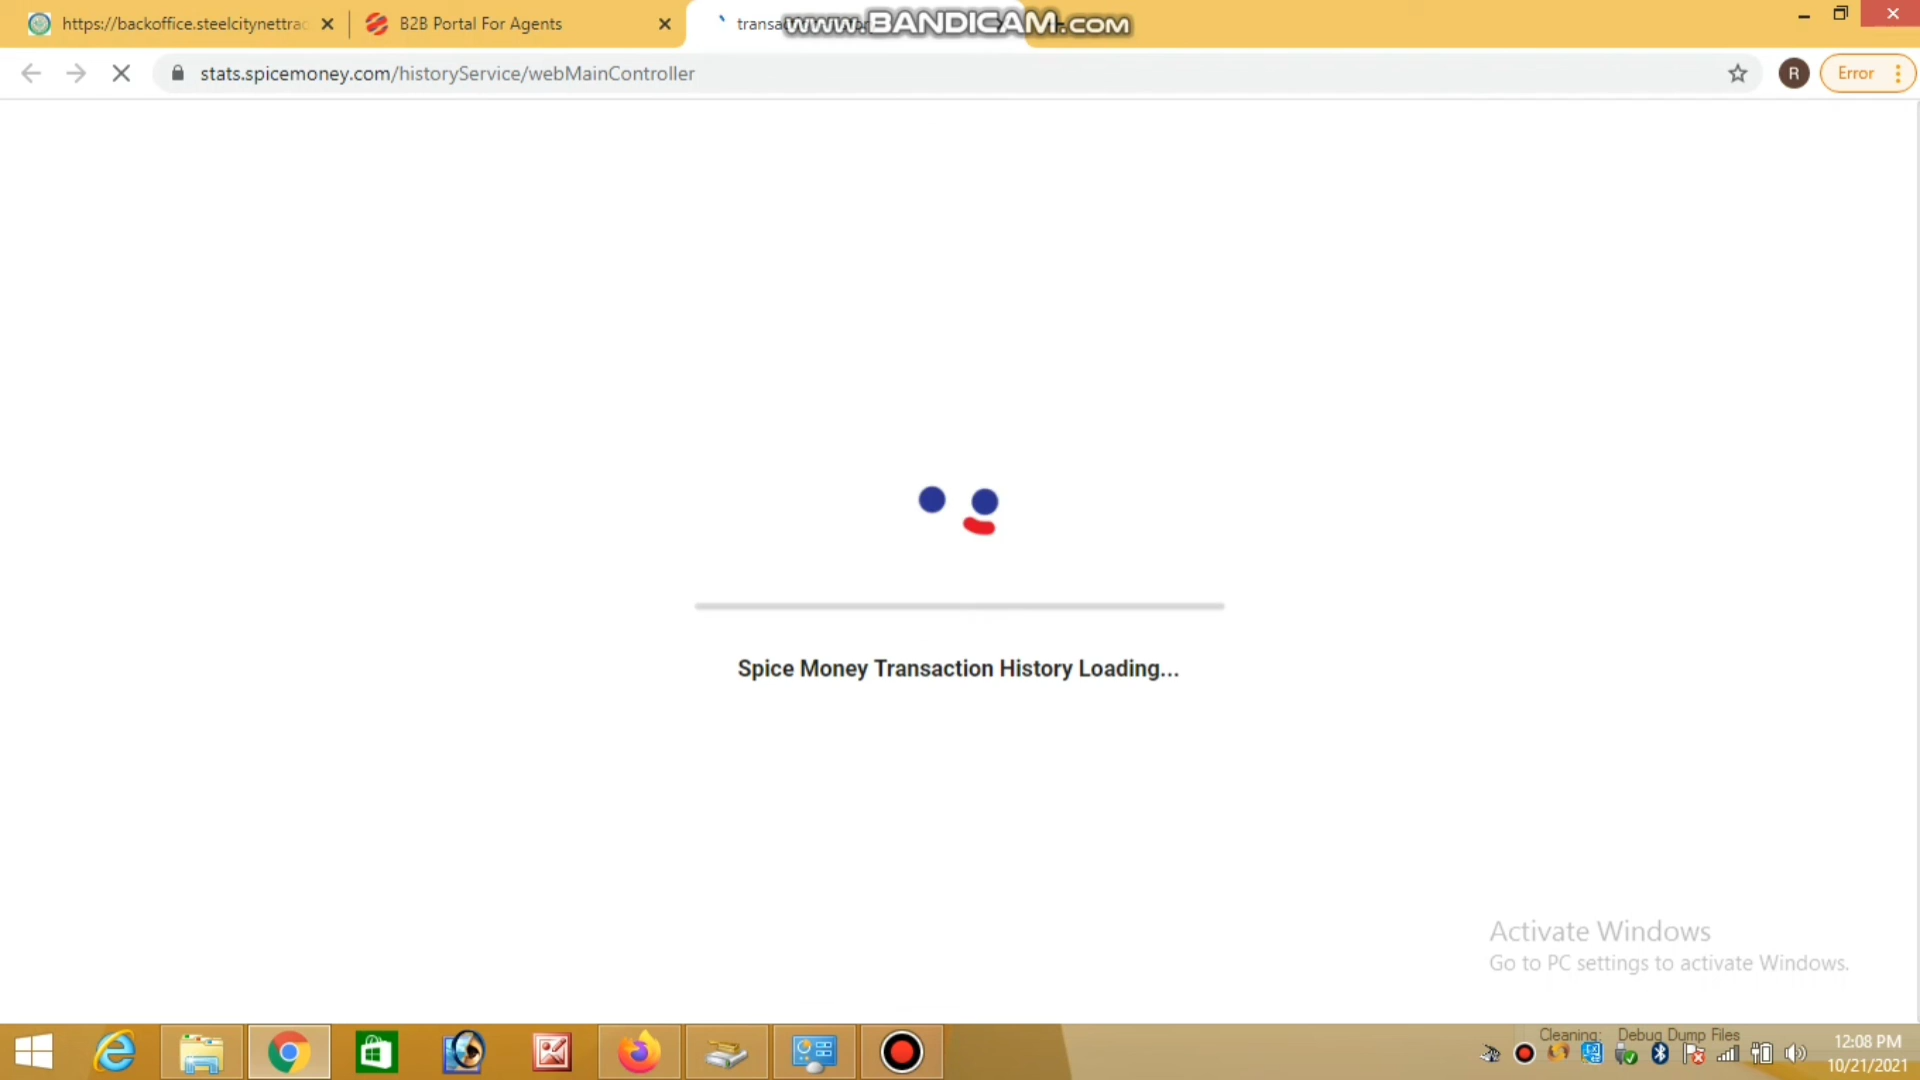 https://backoffice.steelcitynettrac
B2B Portal For Agents
www.BANDICAM.com
stats.spicemoney.com/historyService/webMainController
R
Error
Spice Money Transaction History Loading...
Activate Windows
Go to PC settings to activate Windows.
Cleaning: Debug Dump Files
12:08 PM
10/21/2021